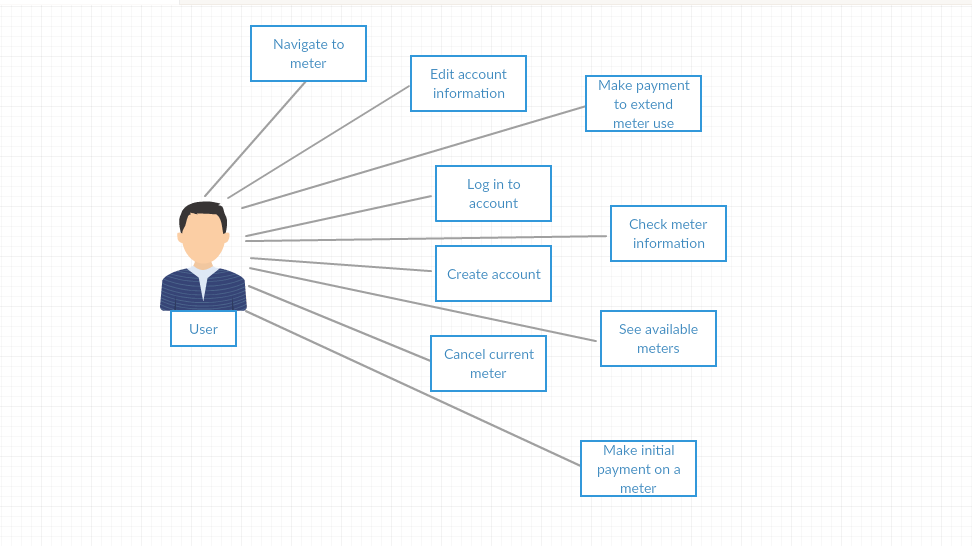 Navigate to
meter
Edit account
information
Make payment
to extend
meter use
Log in to
account
Check meter
information
Create account
See available
meters
User
Cancel current
meter
Make initial
payment on a
meter